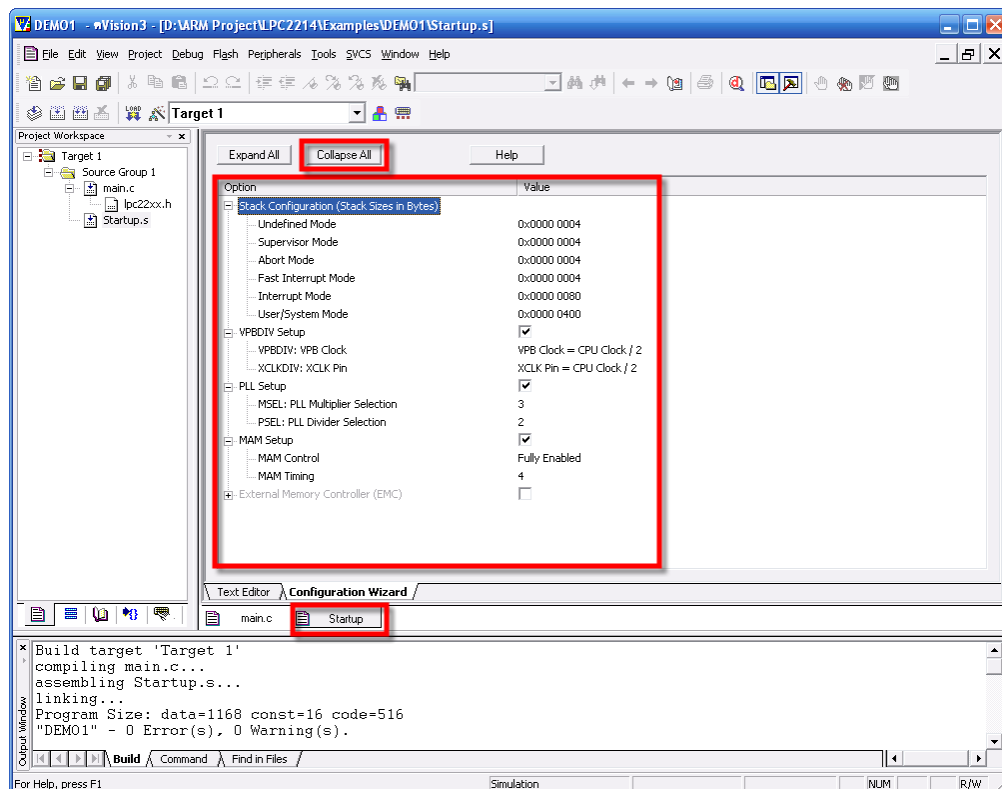 DEMO1 - µVision3 - [D:\ARM Project\LPC2214\Examples\DEMO1\Startup.s]
File Edit View Project Debug Flash Peripherals Tools SVCS Window Help
LOAD Target 1
Project Workspace
Target 1
Source Group 1
main.c
lpc22xx.h
Startup.s
Expand All Collapse All Help
Option Value
Stack Configuration (Stack Sizes in Bytes)
Undefined Mode 0x0000 0004
Supervisor Mode 0x0000 0004
Abort Mode 0x0000 0004
Fast Interrupt Mode 0x0000 0004
Interrupt Mode 0x0000 0080
User/System Mode 0x0000 0400
VPBDIV Setup
VPBDIV: VPB Clock VPB Clock = CPU Clock / 2
XCLKDIV: XCLK Pin XCLK Pin = CPU Clock / 2
PLL Setup
MSEL: PLL Multiplier Selection 3
PSEL: PLL Divider Selection 2
MAM Setup
MAM Control Fully Enabled
MAM Timing 4
External Memory Controller (EMC)
Text Editor Configuration Wizard
main.c Startup
Build target 'Target 1'
compiling main.c...
assembling Startup.s...
linking...
Program Size: data=1168 const=16 code=516
"DEMO1" - 0 Error(s), 0 Warning(s).
Output Window
Build Command Find in Files
For Help, press F1 Simulation NUM R/W